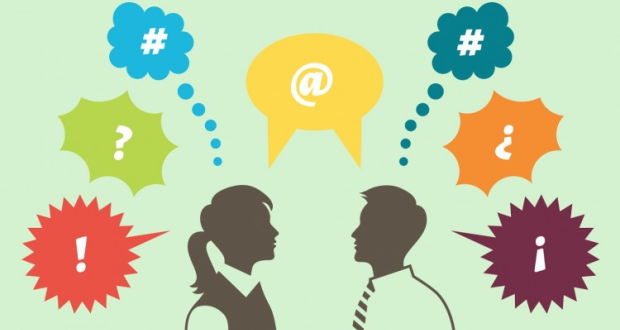 # @ #
? ¿
! ¡